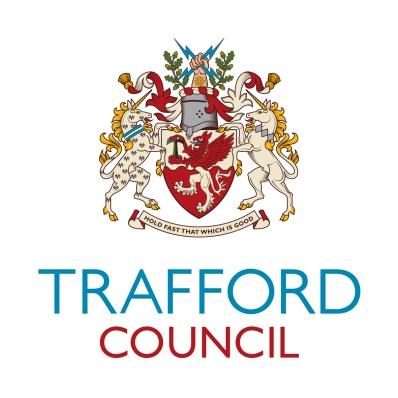 HOLD FAST THAT WHICH IS GOOD
TRAFFORD
COUNCIL